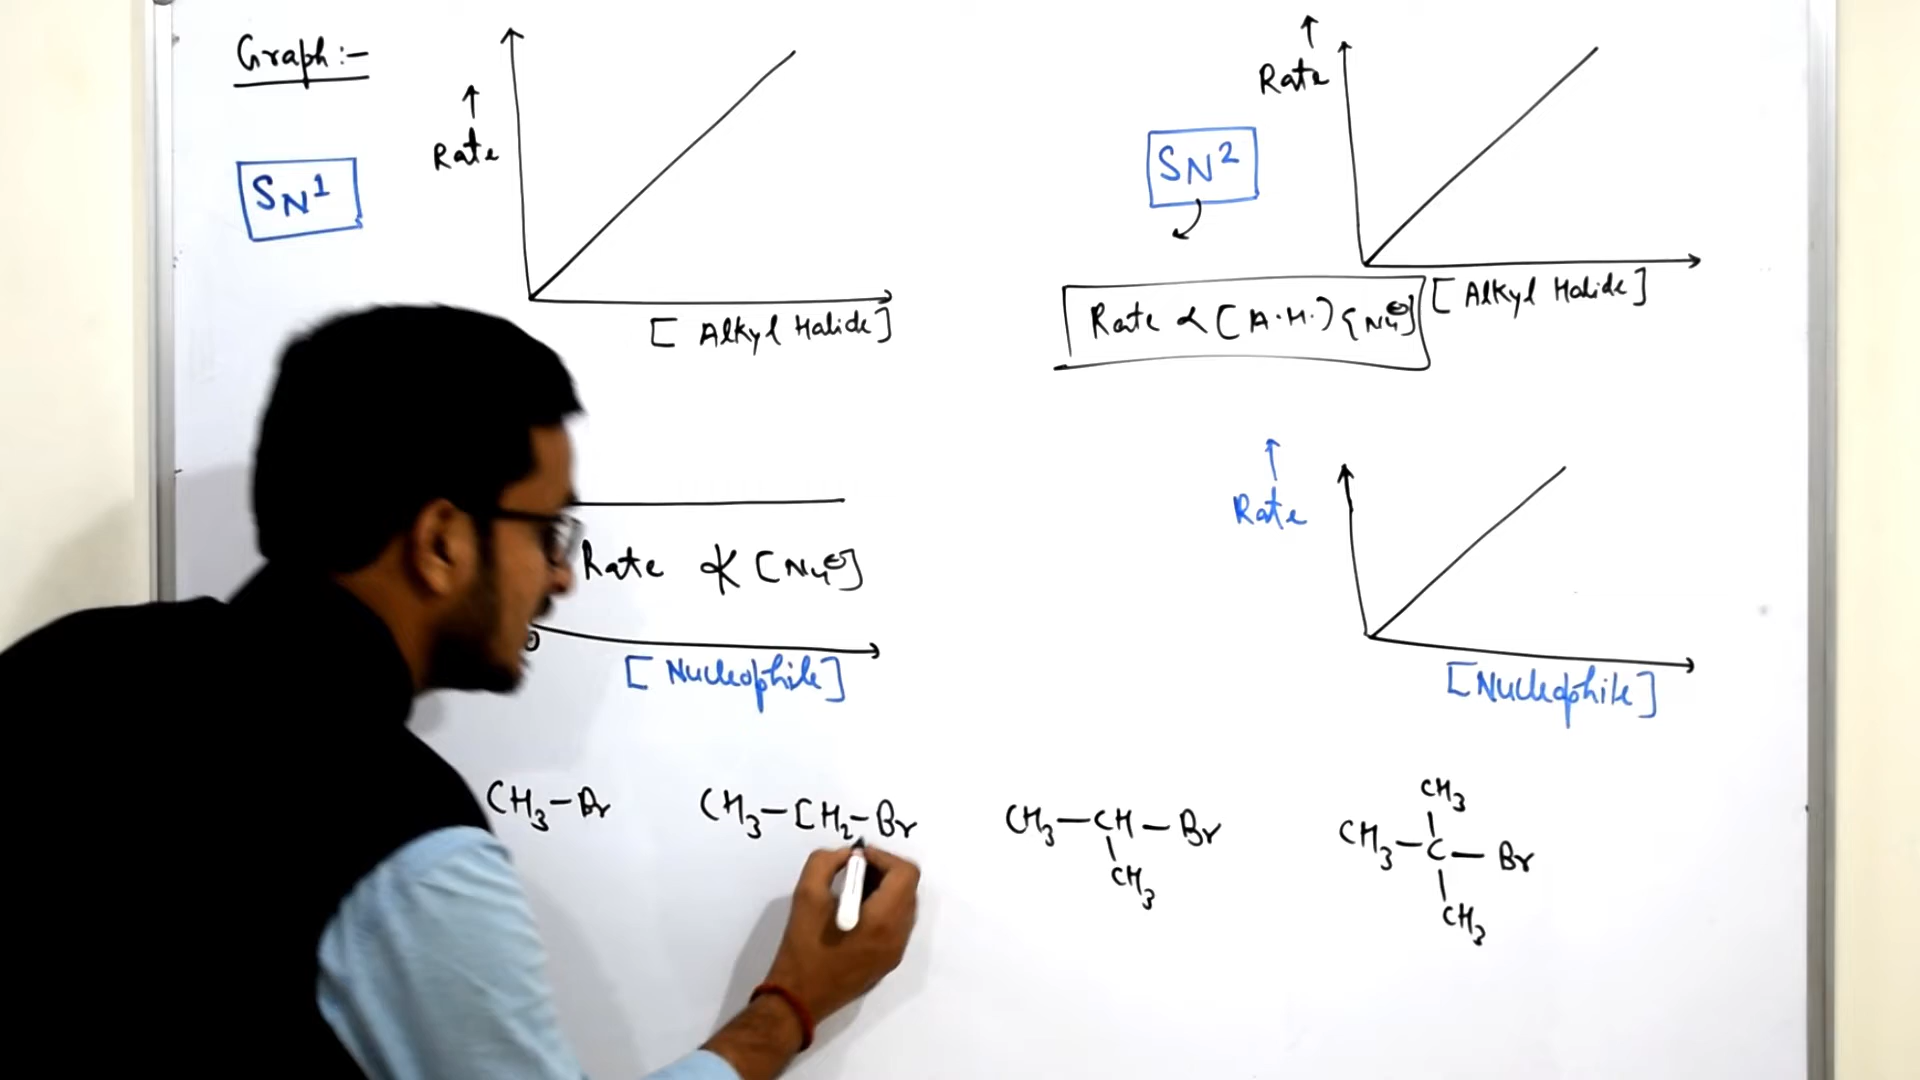 Graph :-
↑
Rate
SN1
[Alkyl Halide]
↑
Rate
SN2
[Alkyl Halide]
Rate ∝ [A.H.) {Nu⊖]
Rate ∝̸ [Nu⊖]
O
[Nucleophile]
↑
Rate
[Nucleophile]
CH3–Br
CH3–CH2–Br
CH3–CH–Br
CH3
CH3
CH3–C–Br
CH3